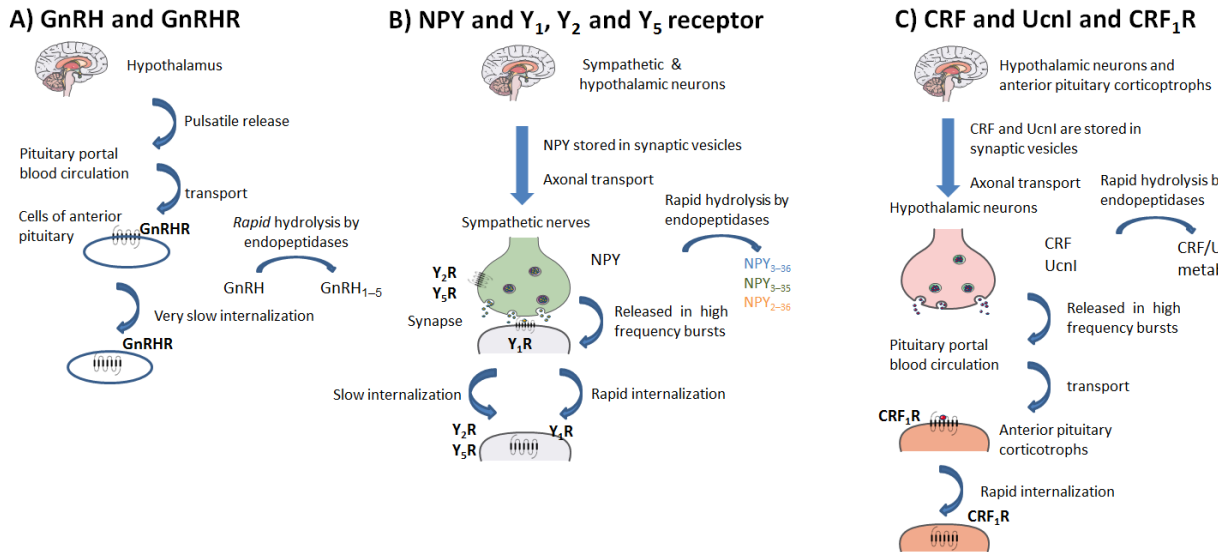 A) GnRH and GnRHR
Hypothalamus
Pulsatile release
Pituitary portal
blood circulation
transport
Cells of anterior
pituitary
GnRHR
Rapid hydrolysis by
endopeptidases
GnRH
GnRH1–5
Very slow internalization
GnRHR
B) NPY and Y1, Y2 and Y5 receptor
Sympathetic &
hypothalamic neurons
NPY stored in synaptic vesicles
Axonal transport
Sympathetic nerves
Rapid hydrolysis by
endopeptidases
NPY
NPY3–36
NPY3–35
NPY2–36
Y2R
Y5R
Synapse
Y1R
Released in high
frequency bursts
Slow internalization
Rapid internalization
Y2R
Y5R
Y1R
C) CRF and UcnI and CRF1R
Hypothalamic neurons and
anterior pituitary corticoptrophs
CRF and UcnI are stored in
synaptic vesicles
Axonal transport
Hypothalamic neurons
Rapid hydrolysis b
endopeptidases
CRF
UcnI
CRF/U
metal
Released in high
frequency bursts
Pituitary portal
blood circulation
transport
CRF1R
Anterior pituitary
corticotrophs
Rapid internalization
CRF1R